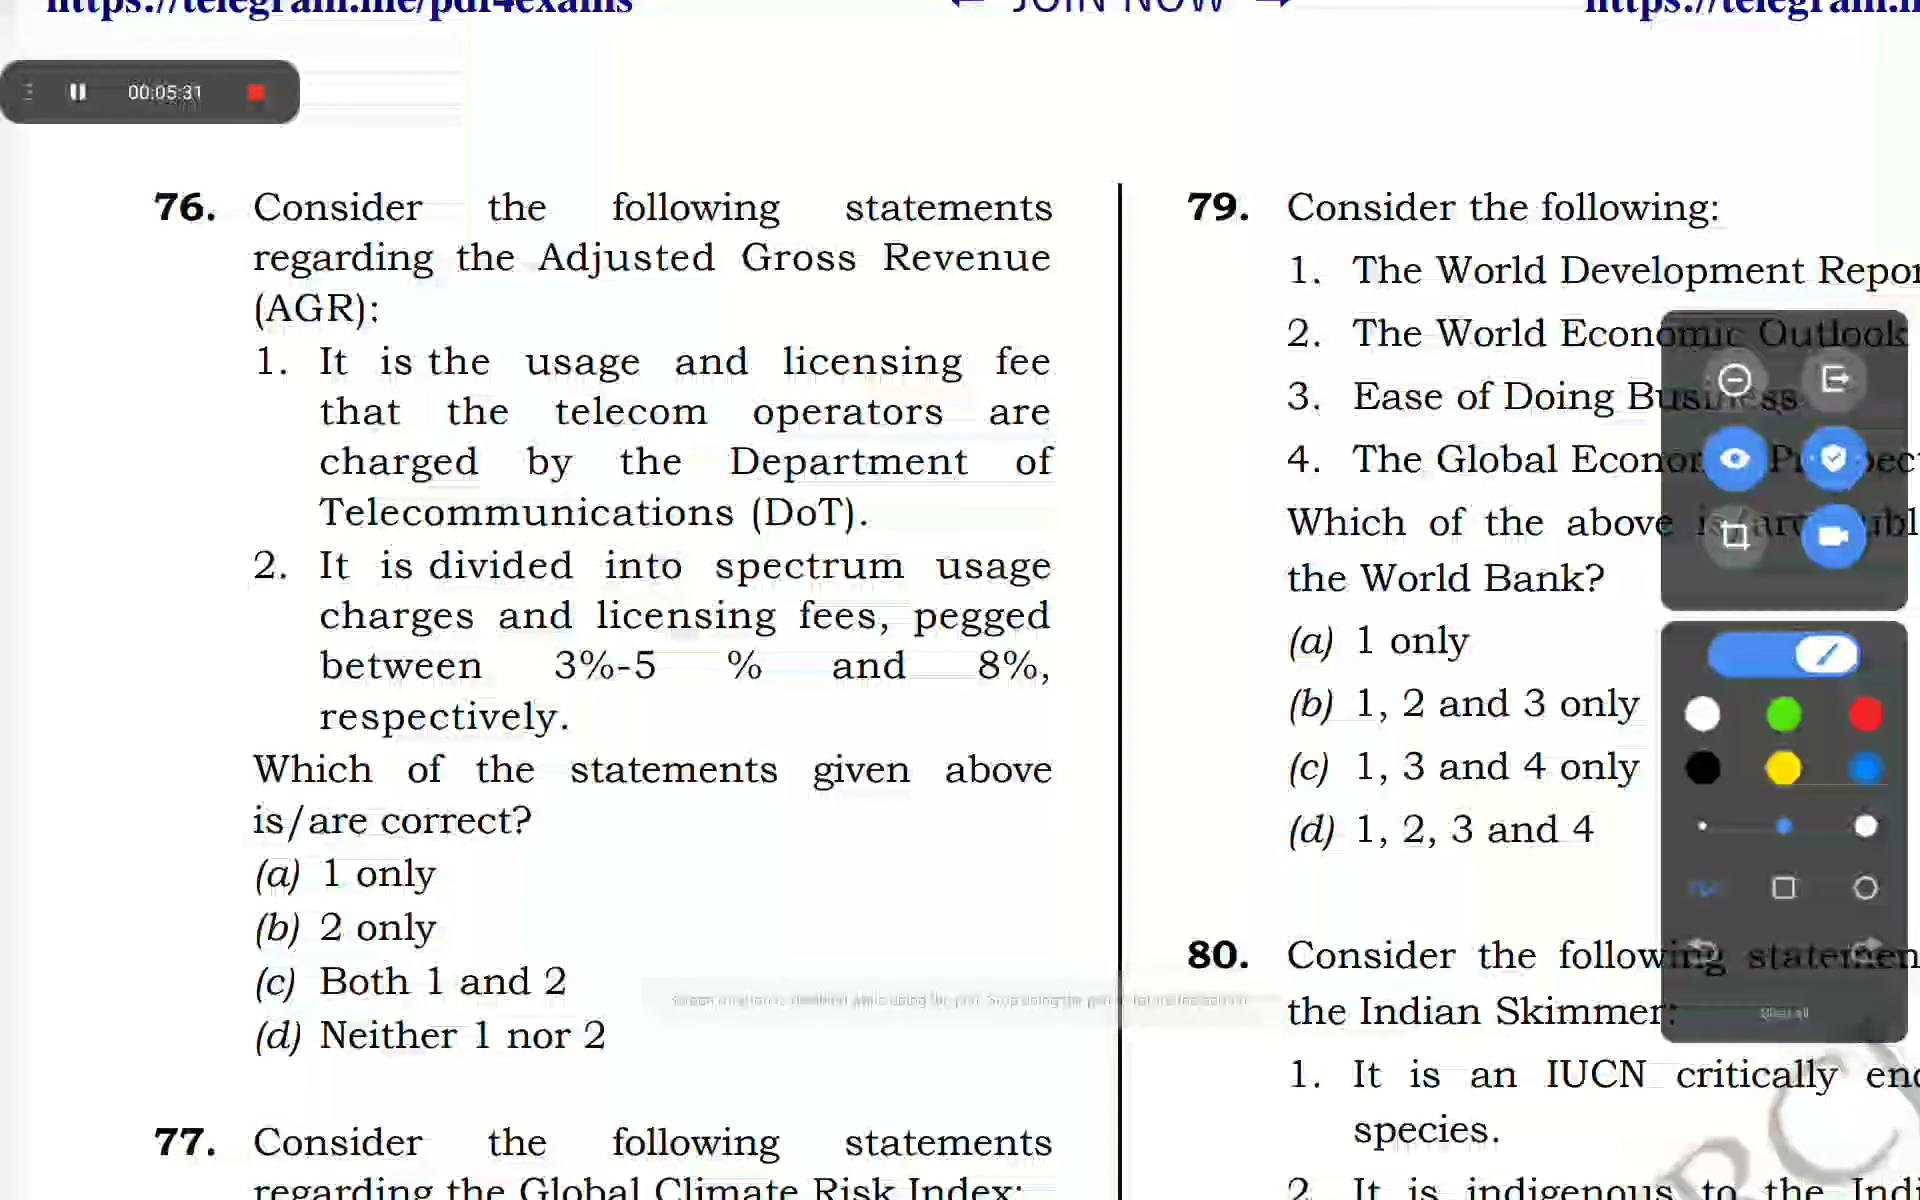 https://telegram.me/pdf4exams
← JOIN NOW →
00:05:31
76. Consider the following statements
regarding the Adjusted Gross Revenue
(AGR):
1. It is the usage and licensing fee
that the telecom operators are
charged by the Department of
Telecommunications (DoT).
2. It is divided into spectrum usage
charges and licensing fees, pegged
between 3%-5 % and 8%,
respectively.
Which of the statements given above
is/are correct?
(a) 1 only
(b) 2 only
(c) Both 1 and 2
(d) Neither 1 nor 2
77. Consider the following statements
regarding the Global Climate Risk Index:
79. Consider the following:
1. The World Development
2. The World Economic Outlook
3. Ease of Doing Business
4. The Global
Which of the above
the World Bank?
(a) 1 only
(b) 1, 2 and 3 only
(c) 1, 3 and 4 only
(d) 1, 2, 3 and 4
80. Consider the following
the Indian Skimmer:
1. It is an IUCN critically
species.
2. It is indigenous to the
Clear all